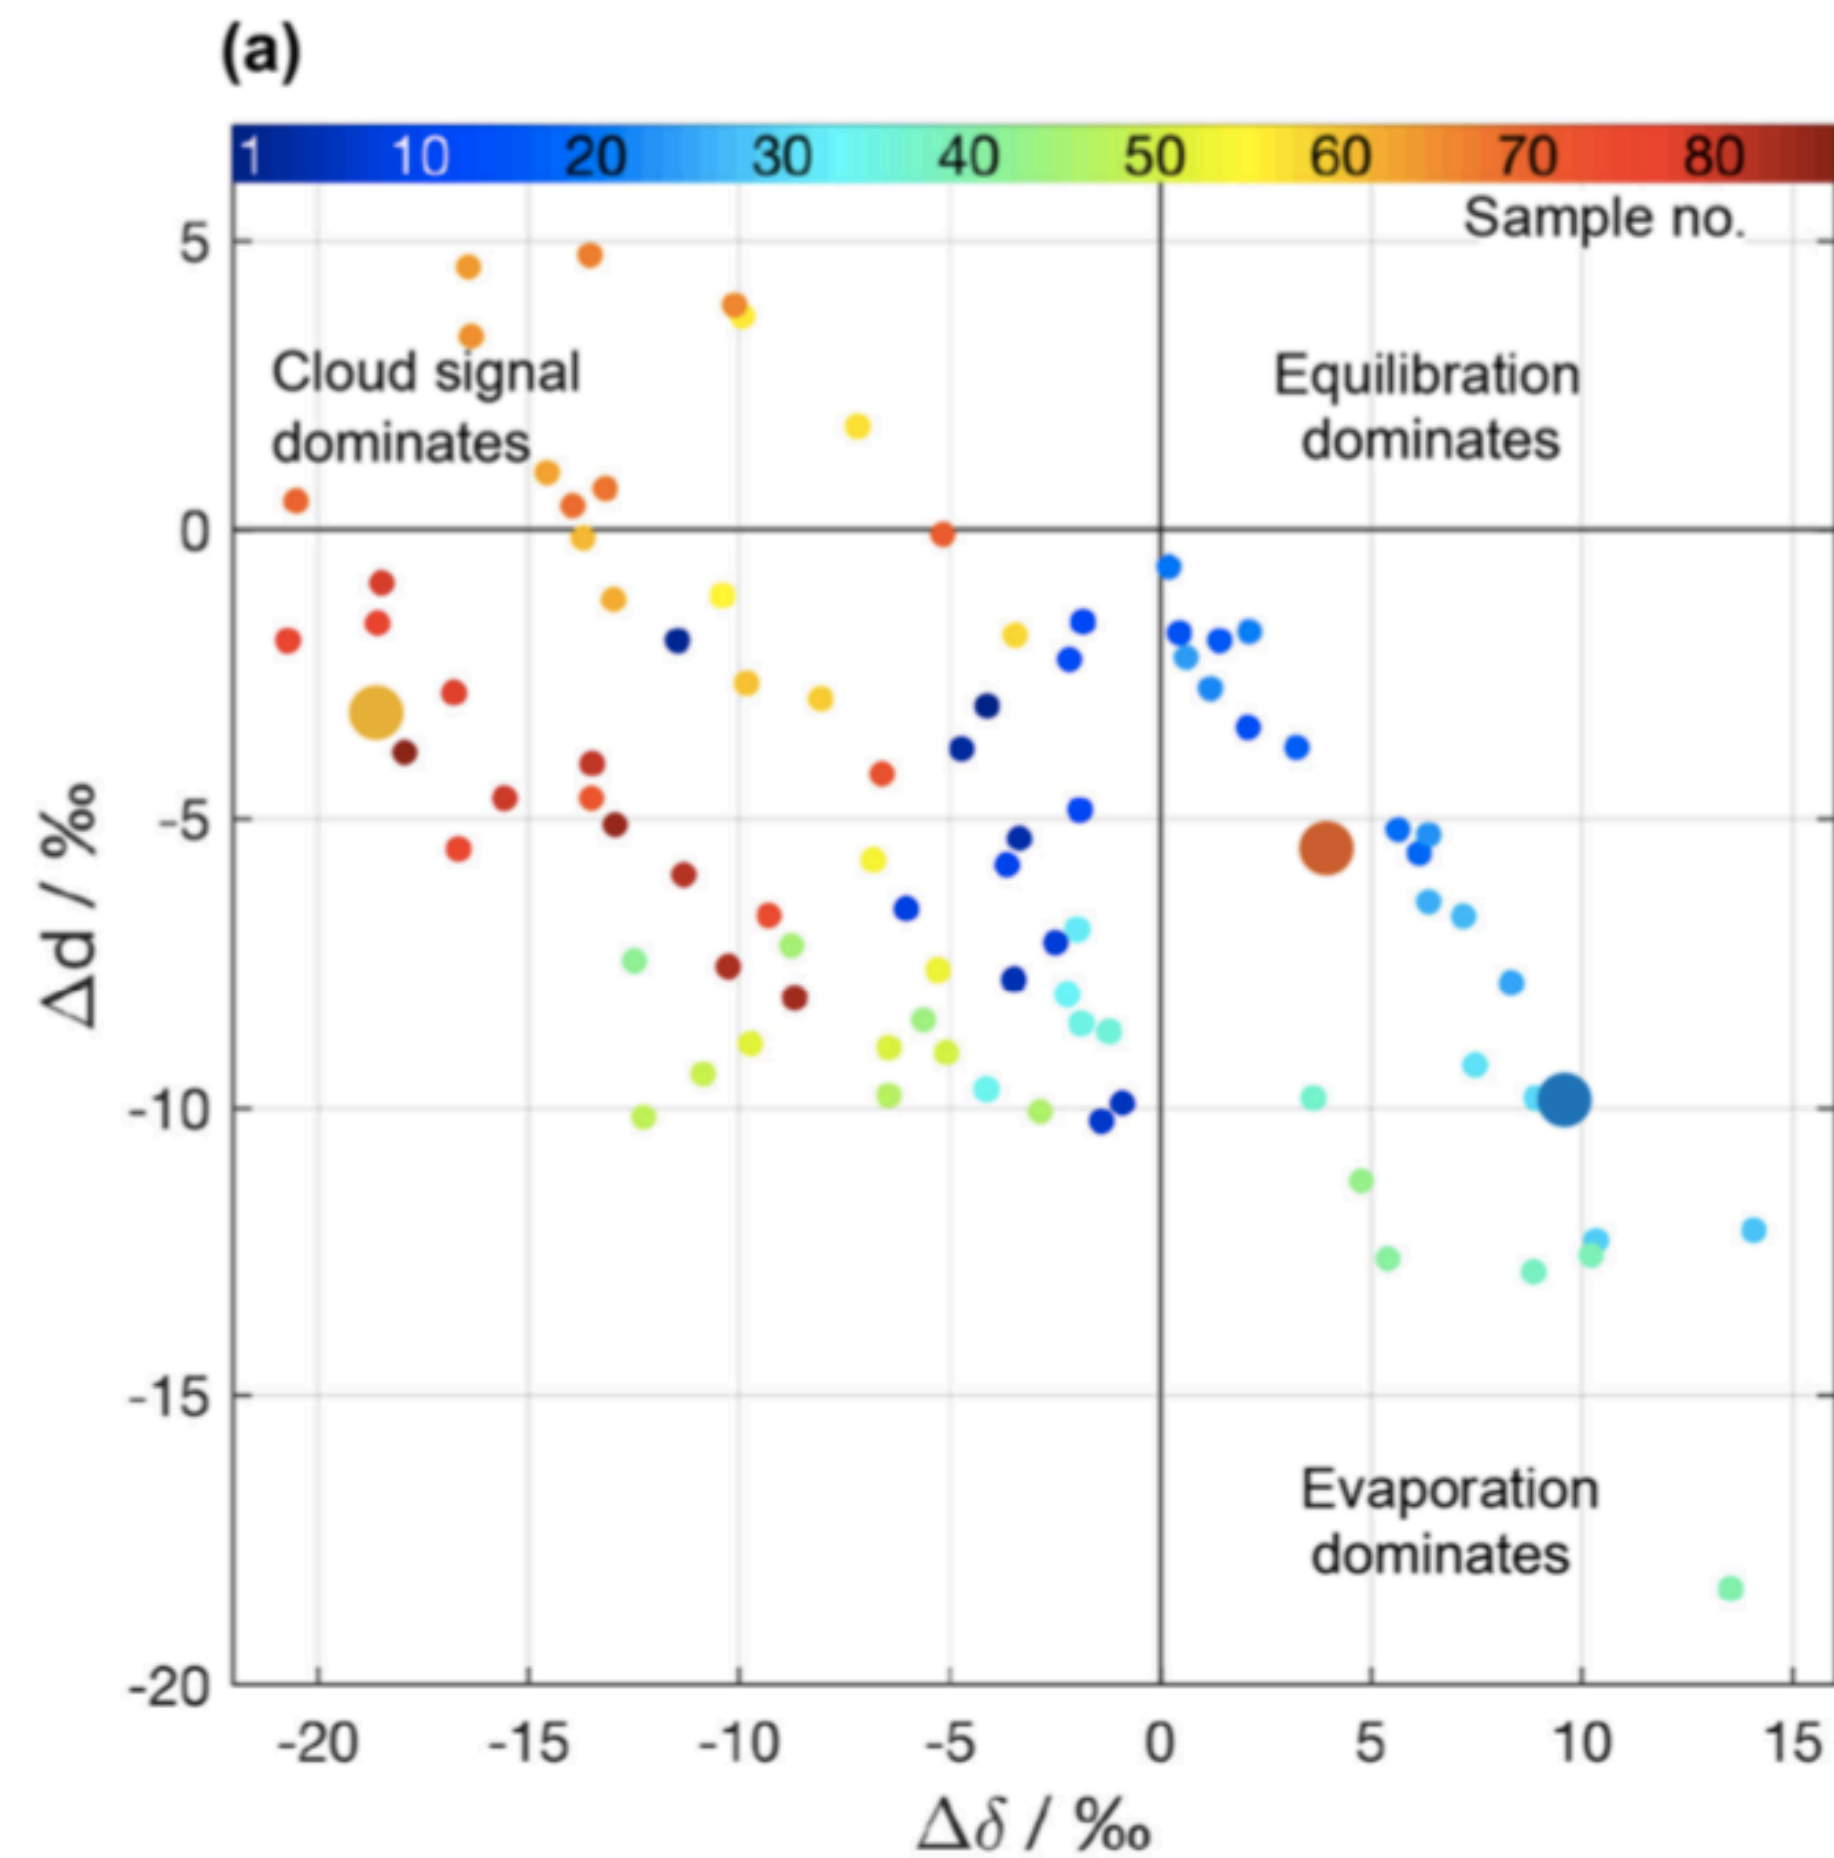 (a)
1 10 20 30 40 50 60 70 80
Sample no.
5
Cloud signal
dominates
Equilibration
dominates
0
-5
Δd / ‰
-10
-15
Evaporation
dominates
-20
-20 -15 -10 -5 0 5 10 15
Δδ / ‰